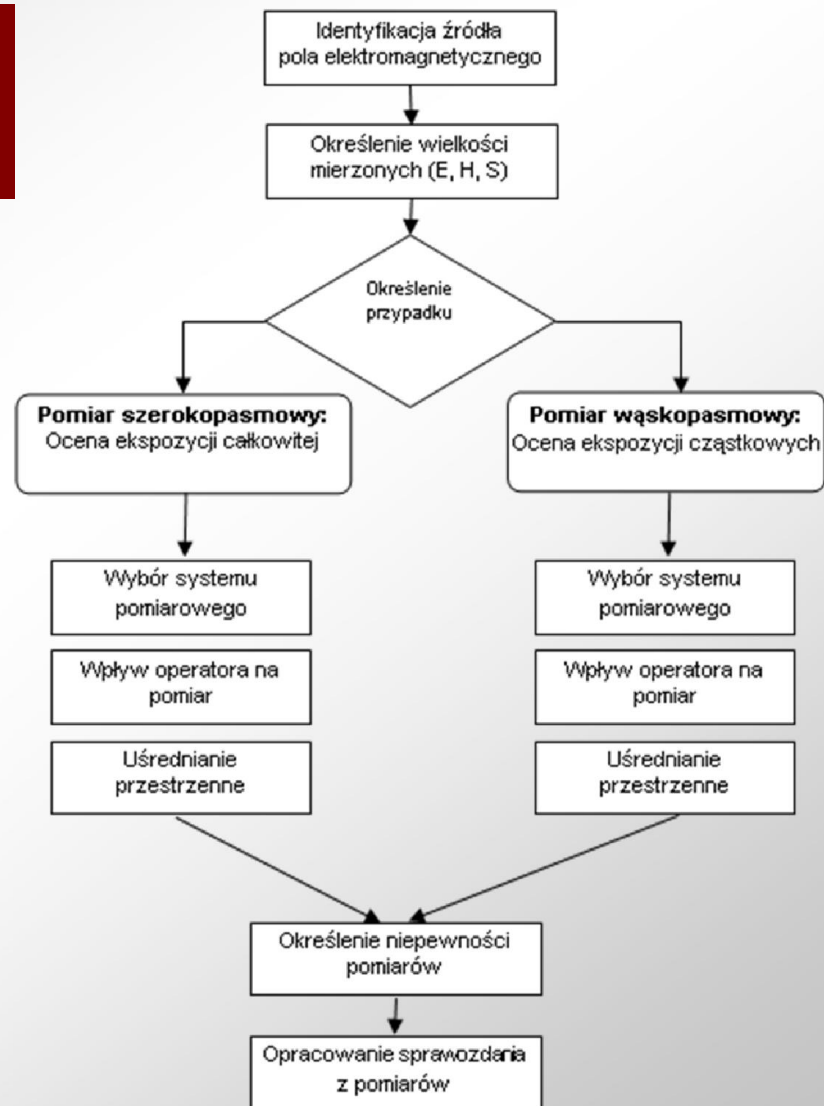 Identyfikacja źródła
pola elektromagnetycznego
Określenie wielkości
mierzonych (E, H, S)
Określenie
przypadku
Pomiar szerokopasmowy:
Ocena ekspozycji całkowitej
Pomiar wąskopasmowy:
Ocena ekspozycji cząstkowych
Wybór systemu
pomiarowego
Wpływ operatora na
pomiar
Uśrednianie
przestrzenne
Wybór systemu
pomiarowego
Wpływ operatora na
pomiar
Uśrednianie
przestrzenne
Określenie niepewności
pomiarów
Opracowanie sprawozdania
z pomiarów